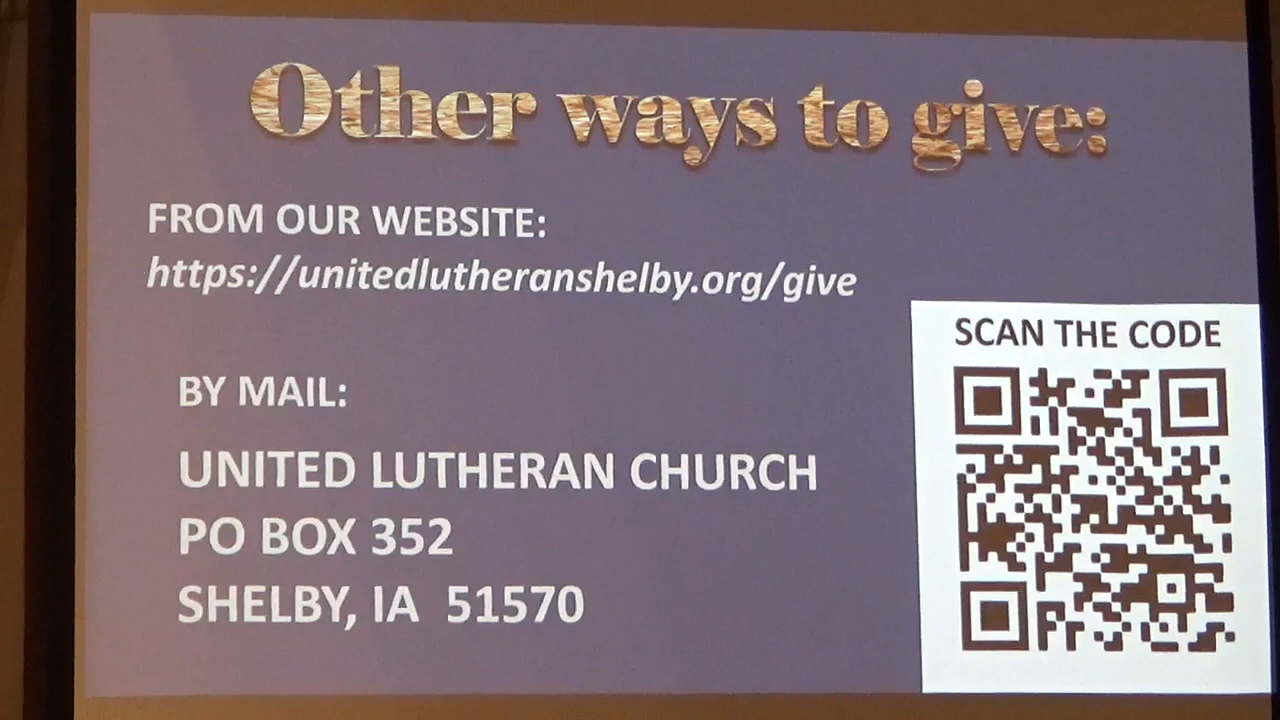 Other ways to give:
FROM OUR WEBSITE:
https://unitedlutheranshelby.org/give
BY MAIL:
UNITED LUTHERAN CHURCH
PO BOX 352
SHELBY, IA 51570
SCAN THE CODE